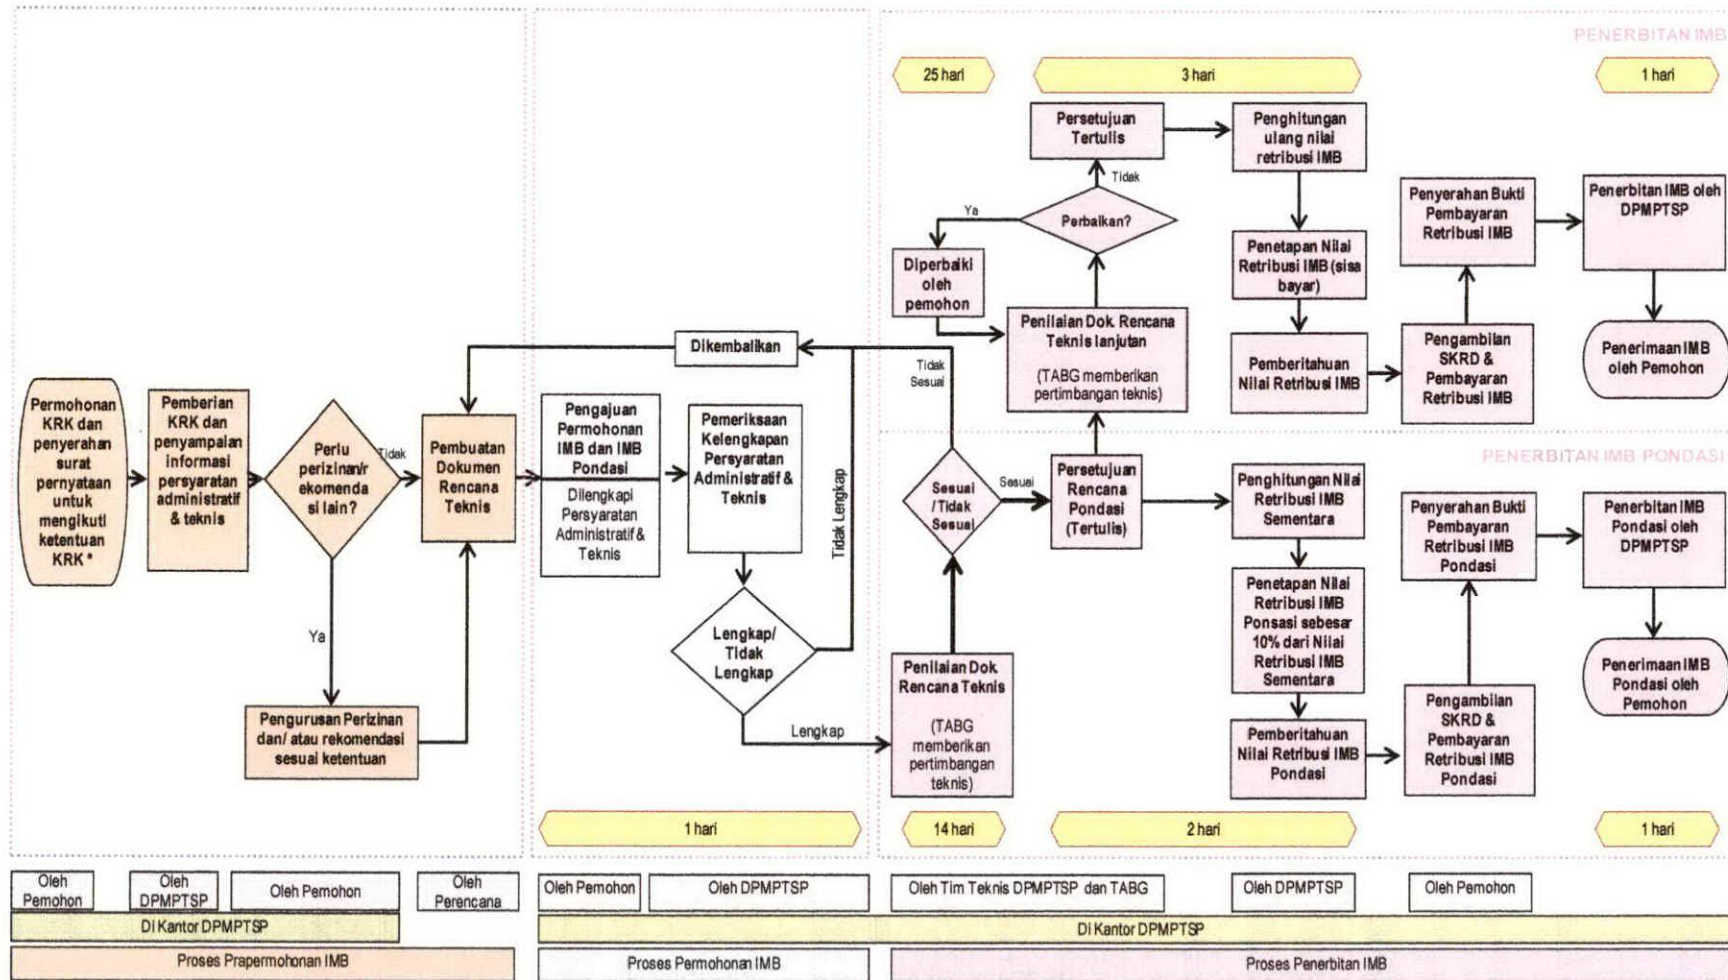 PENERBITAN IMB
25 hari
3 hari
1 hari
Persetujuan
Tertulis
Penghitungan
ulang nilai
retribusi IMB
Tidak
Perbaikan?
Ya
Diperbaiki
oleh
pemohon
Penetapan Nilai
Retribusi IMB (sisa
bayar)
Penyerahan Bukti
Pembayaran
Retribusi IMB
Penerbitan IMB oleh
DPMPTSP
Penilaian Dok. Rencana
Teknis lanjutan
(TABG memberikan
pertimbangan teknis)
Pemberitahuan
Nilai Retribusi IMB
Pengambilan
SKRD &
Pembayaran
Retribusi IMB
Penerimaan IMB
oleh Pemohon
Dikembalikan
Tidak
Sesuai
Permohonan
KRK dan
penyerahan
surat
pernyataan
untuk
mengikuti
ketentuan
KRK *
Pemberian
KRK dan
penyampaian
informasi
persyaratan
administratif
& teknis
Perlu
perizinan/r
ekomenda
si lain?
Tidak
Ya
Pengurusan Perizinan
dan/ atau rekomendasi
sesuai ketentuan
Pembuatan
Dokumen
Rencana
Teknis
Pengajuan
Permohonan
IMB dan IMB
Pondasi
Dilengkapi
Persyaratan
Administratif &
Teknis
Pemeriksaan
Kelengkapan
Persyaratan
Administratif &
Teknis
Lengkap/
Tidak
Lengkap
Tidak Lengkap
Lengkap
Penilaian Dok.
Rencana Teknis
(TABG
memberikan
pertimbangan
teknis)
Sesuai
/Tidak
Sesuai
Sesuai
PENERBITAN IMB PONDASI
Persetujuan
Rencana
Pondasi
(Tertulis)
Penghitungan Nilai
Retribusi IMB
Sementara
Penetapan Nilai
Retribusi IMB
Ponsasi sebesar
10% dari Nilai
Retribusi IMB
Sementara
Pemberitahuan
Nilai Retribusi IMB
Pondasi
Penyerahan Bukti
Pembayaran
Retribusi IMB
Pondasi
Pengambilan
SKRD &
Pembayaran
Retribusi IMB
Pondasi
Penerbitan IMB
Pondasi oleh
DPMPTSP
Penerimaan IMB
Pondasi oleh
Pemohon
1 hari
14 hari
2 hari
1 hari
Oleh
Pemohon
Oleh
DPMPTSP
Oleh Pemohon
Oleh
Perencana
Oleh Pemohon
Oleh DPMPTSP
Oleh Tim Teknis DPMPTSP dan TABG
Oleh DPMPTSP
Oleh Pemohon
Di Kantor DPMPTSP
Di Kantor DPMPTSP
Proses Prapermohonan IMB
Proses Permohonan IMB
Proses Penerbitan IMB